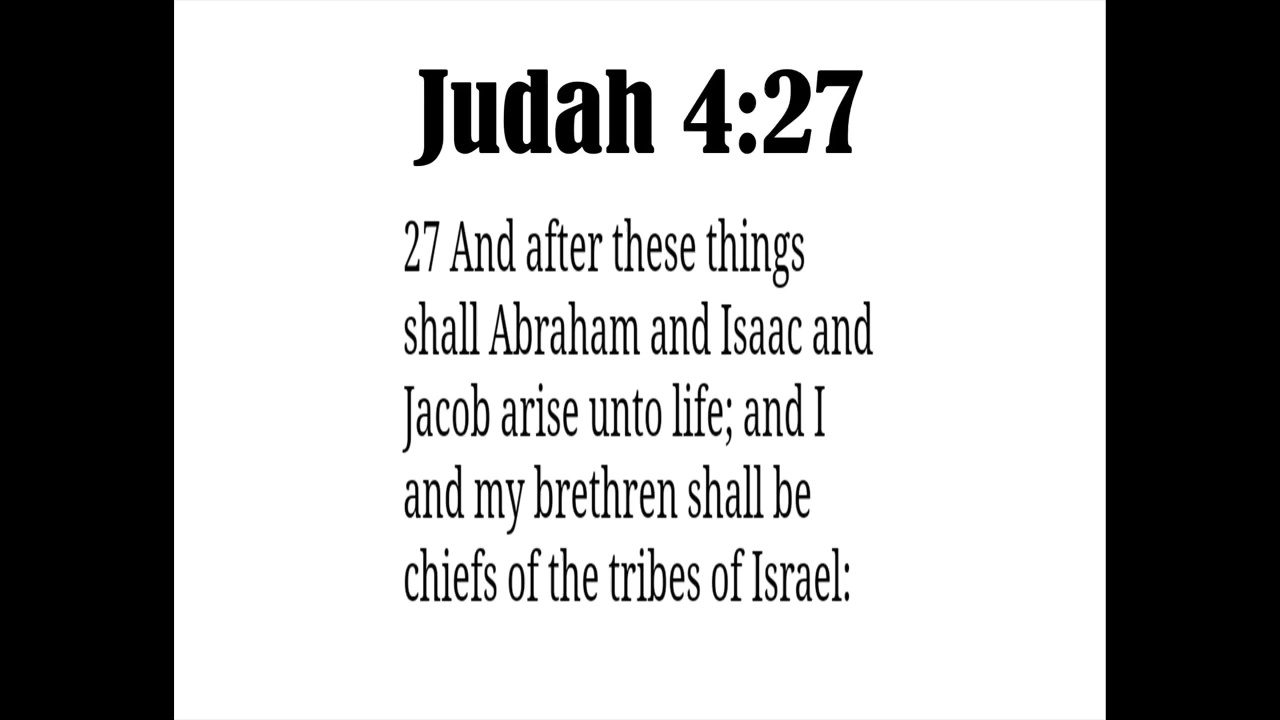 Judah 4:27
27 And after these things
shall Abraham and Isaac and
Jacob arise unto life; and I
and my brethren shall be
chiefs of the tribes of Israel: